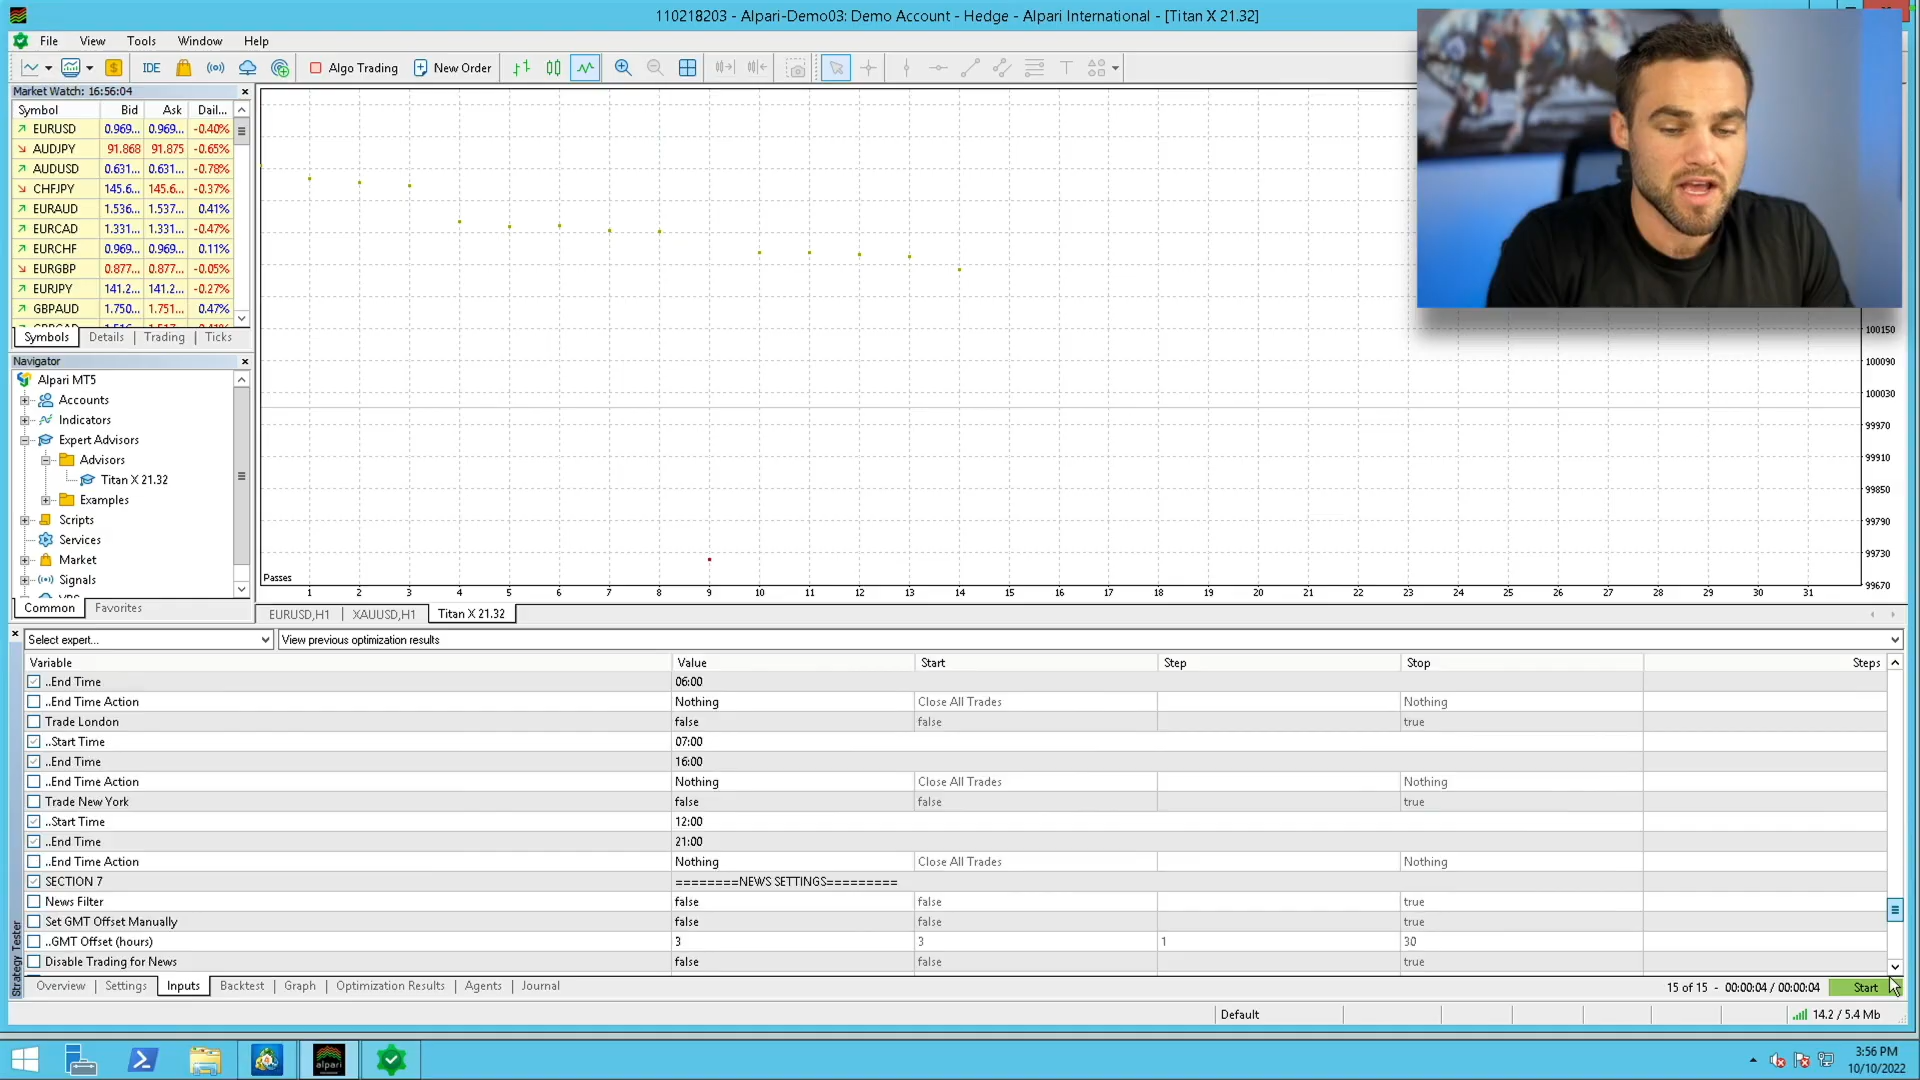 110218203 - Alpari-Demo03: Demo Account - Hedge - Alpari International - [Titan X 21.32]
File View Tools Window Help
IDE Algo Trading New Order
Market Watch: 16:56:04
Symbol Bid Ask Dail...
EURUSD 0.969... 0.969... -0.40%
AUDJPY 91.868 91.875 -0.65%
AUDUSD 0.631... 0.631... -0.78%
CHFJPY 145.6... 145.6... -0.37%
EURAUD 1.536... 1.537... 0.41%
EURCAD 1.331... 1.331... -0.47%
EURCHF 0.969... 0.969... 0.11%
EURGBP 0.877... 0.877... -0.05%
EURJPY 141.2... 141.2... -0.27%
GBPAUD 1.750... 1.751... 0.47%
Symbols Details Trading Ticks
Navigator
Alpari MT5
Accounts
Indicators
Expert Advisors
Advisors
Titan X 21.32
Examples
Scripts
Services
Market
Signals
Common Favorites
100150
100090
100030
99970
99910
99850
99790
99730
99670
Passes
1 2 3 4 5 6 7 8 9 10 11 12 13 14 15 16 17 18 19 20 21 22 23 24 25 26 27 28 29 30 31
EURUSD,H1 XAUUSD,H1 Titan X 21.32
Select expert... View previous optimization results
Variable Value Start Step Stop Steps
..End Time 06:00
..End Time Action Nothing Close All Trades Nothing
Trade London false false true
..Start Time 07:00
..End Time 16:00
..End Time Action Nothing Close All Trades Nothing
Trade New York false false true
..Start Time 12:00
..End Time 21:00
..End Time Action Nothing Close All Trades Nothing
SECTION 7 ========NEWS SETTINGS=========
News Filter false false true
Set GMT Offset Manually false false true
..GMT Offset (hours) 3 3 1 30
Disable Trading for News false false true
Strategy Tester
Overview Settings Inputs Backtest Graph Optimization Results Agents Journal
15 of 15 - 00:00:04 / 00:00:04 Start
Default 14.2 / 5.4 Mb
alpari
3:56 PM
10/10/2022